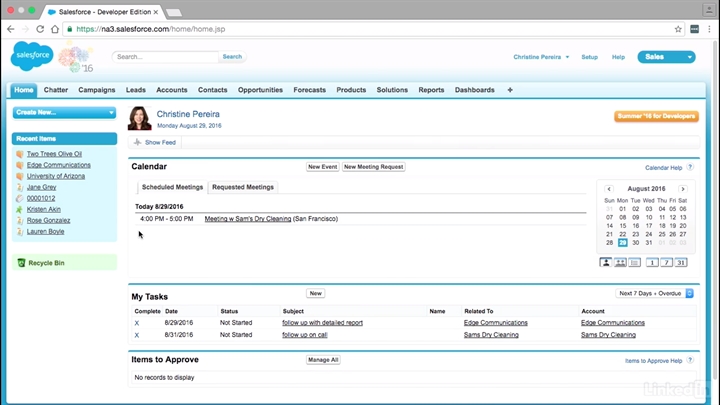 Salesforce - Developer Edition
https://na3.salesforce.com/home/home.jsp
salesforce
'16
Search...
Search
Christine Pereira
Setup
Help
Sales
Home
Chatter
Campaigns
Leads
Accounts
Contacts
Opportunities
Forecasts
Products
Solutions
Reports
Dashboards
+
Create New...
Recent Items
Two Trees Olive Oil
Edge Communications
University of Arizona
Jane Grey
00001012
Kristen Akin
Rose Gonzalez
Lauren Boyle
Recycle Bin
Christine Pereira
Monday August 29, 2016
Summer '16 for Developers
Show Feed
Calendar
New Event
New Meeting Request
Calendar Help ?
Scheduled Meetings
Requested Meetings
Today 8/29/2016
4:00 PM - 5:00 PM Meeting w Sam's Dry Cleaning (San Francisco)
August 2016
Sun Mon Tue Wed Thu Fri Sat
31 01 02 03 04 05 06
07 08 09 10 11 12 13
14 15 16 17 18 19 20
21 22 23 24 25 26 27
28 29 30 31 01 02 03
1 7 31
My Tasks
New
Next 7 Days + Overdue
Complete Date Status Subject Name Related To Account
X 8/29/2016 Not Started follow up with detailed report Edge Communications Edge Communications
X 8/31/2016 Not Started follow up on call Sams Dry Cleaning Sams Dry Cleaning
Items to Approve
Manage All
Items to Approve Help ?
No records to display
LinkedIn